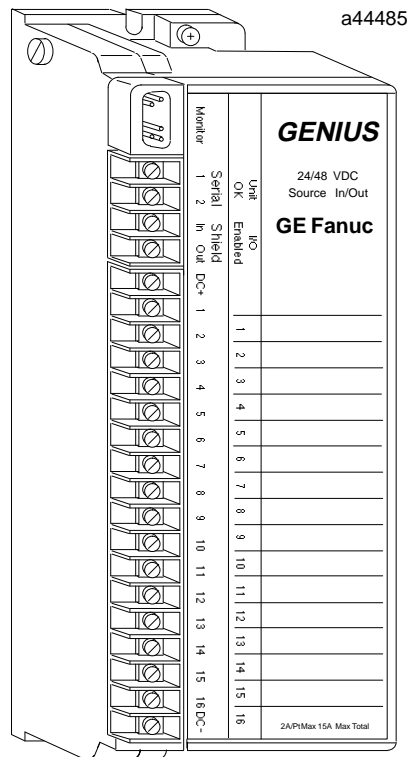 a44485
GENIUS
24/48 VDC
Source In/Out
GE Fanuc
Monitor
Serial
1 2
Shield
In Out
DC+
1
2
3
4
5
6
7
8
9
10
11
12
13
14
15
16
DC-
Unit
OK
I/O
Enabled
1
2
3
4
5
6
7
8
9
10
11
12
13
14
15
16
2A/PtMax 15A Max Total